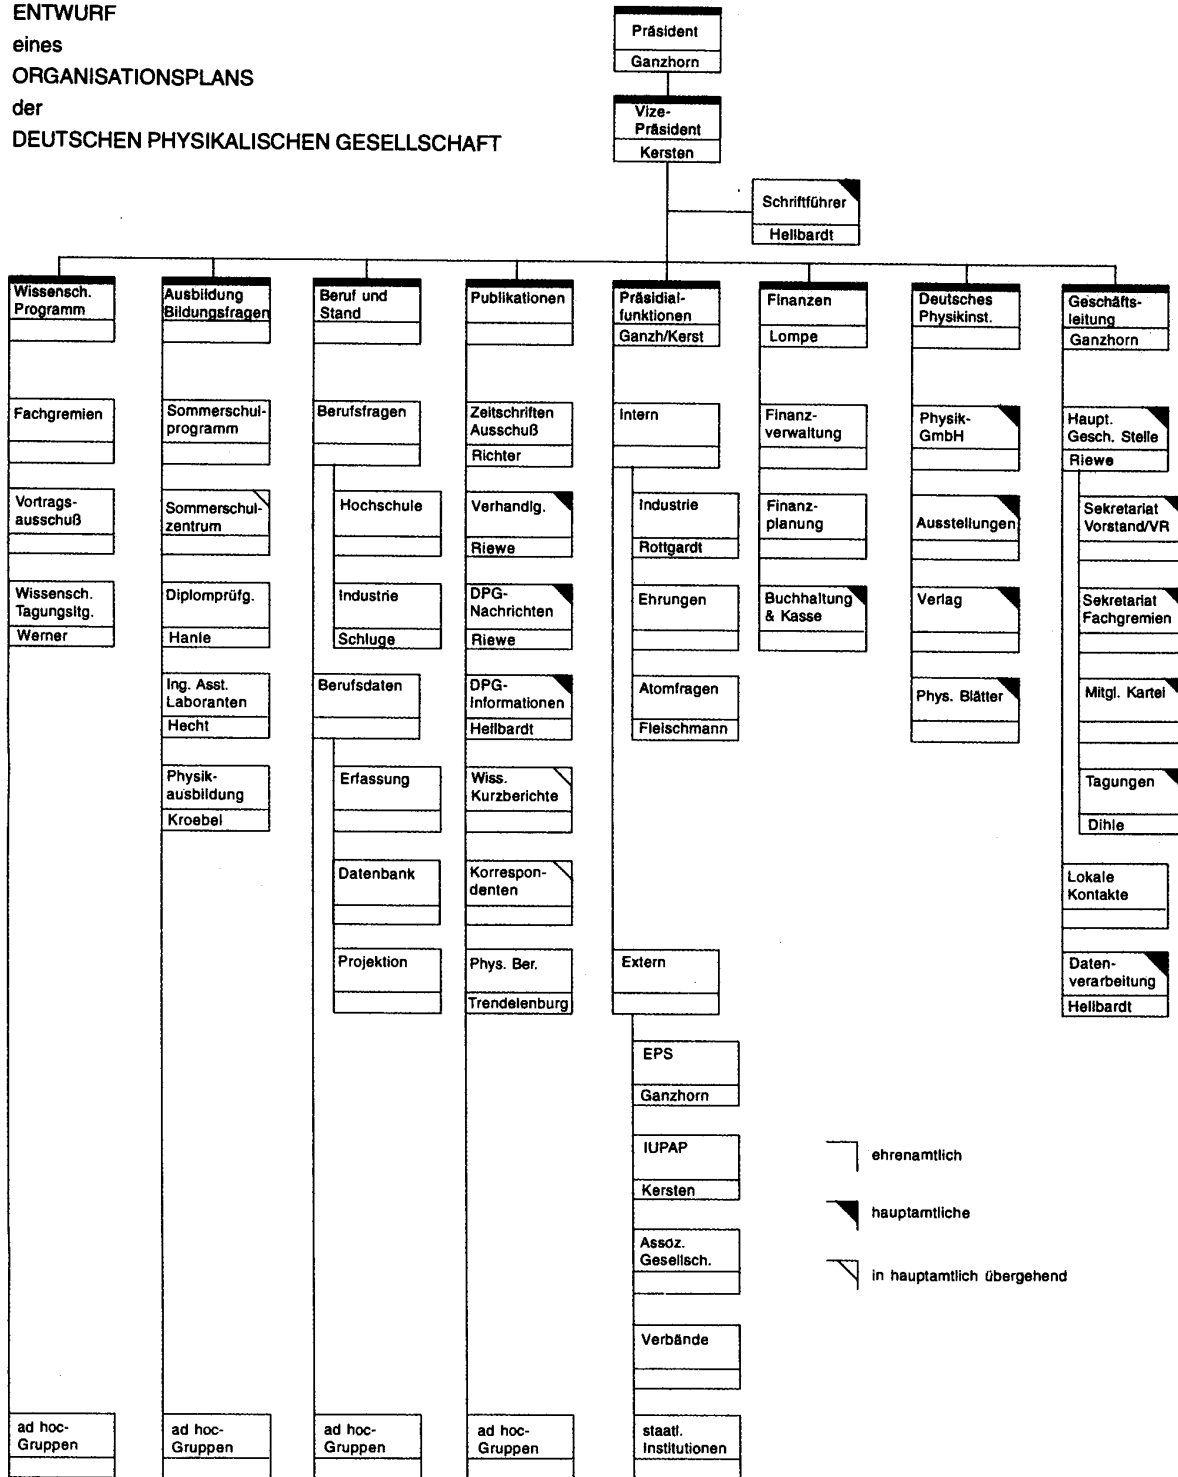 ENTWURF
eines
ORGANISATIONSPLANS
der
DEUTSCHEN PHYSIKALISCHEN GESELLSCHAFT
Präsident
Ganzhorn
Vize-
Präsident
Kersten
Schriftführer
Hellbardt
Wissensch.
Programm
Fachgremien
Vortrags-
ausschuß
Wissensch.
Tagungsltg.
Werner
ad hoc-
Gruppen
Ausbildung
Bildungsfragen
Sommerschul-
programm
Sommerschul-
zentrum
Diplomprüfg.
Hanle
Ing. Asst.
Laboranten
Hecht
Physik-
ausbildung
Kroebel
ad hoc-
Gruppen
Beruf und
Stand
Berufsfragen
Hochschule
Industrie
Schluge
Berufsdaten
Erfassung
Datenbank
Projektion
ad hoc-
Gruppen
Publikationen
Zeitschriften
Ausschuß
Richter
Verhandlg.
Riewe
DPG-
Nachrichten
Riewe
DPG-
Informationen
Hellbardt
Wiss.
Kurzberichte
Korrespon-
denten
Phys. Ber.
Trendelenburg
ad hoc-
Gruppen
Präsidial-
funktionen
Ganzh/Kerst
Intern
Industrie
Rottgardt
Ehrungen
Atomfragen
Fleischmann
Extern
EPS
Ganzhorn
IUPAP
Kersten
Assoz.
Gesellsch.
Verbände
staatl.
Institutionen
Finanzen
Lompe
Finanz-
verwaltung
Finanz-
planung
Buchhaltung
& Kasse
Deutsches
Physikinst.
Physik-
GmbH
Ausstellungen
Verlag
Phys. Blätter
Geschäfts-
leitung
Ganzhorn
Haupt.
Gesch. Stelle
Riewe
Sekretariat
Vorstand/VR
Sekretariat
Fachgremien
Mitgl. Kartei
Tagungen
Dihle
Lokale
Kontakte
Daten-
verarbeitung
Hellbardt
ehrenamtlich
hauptamtliche
in hauptamtlich übergehend